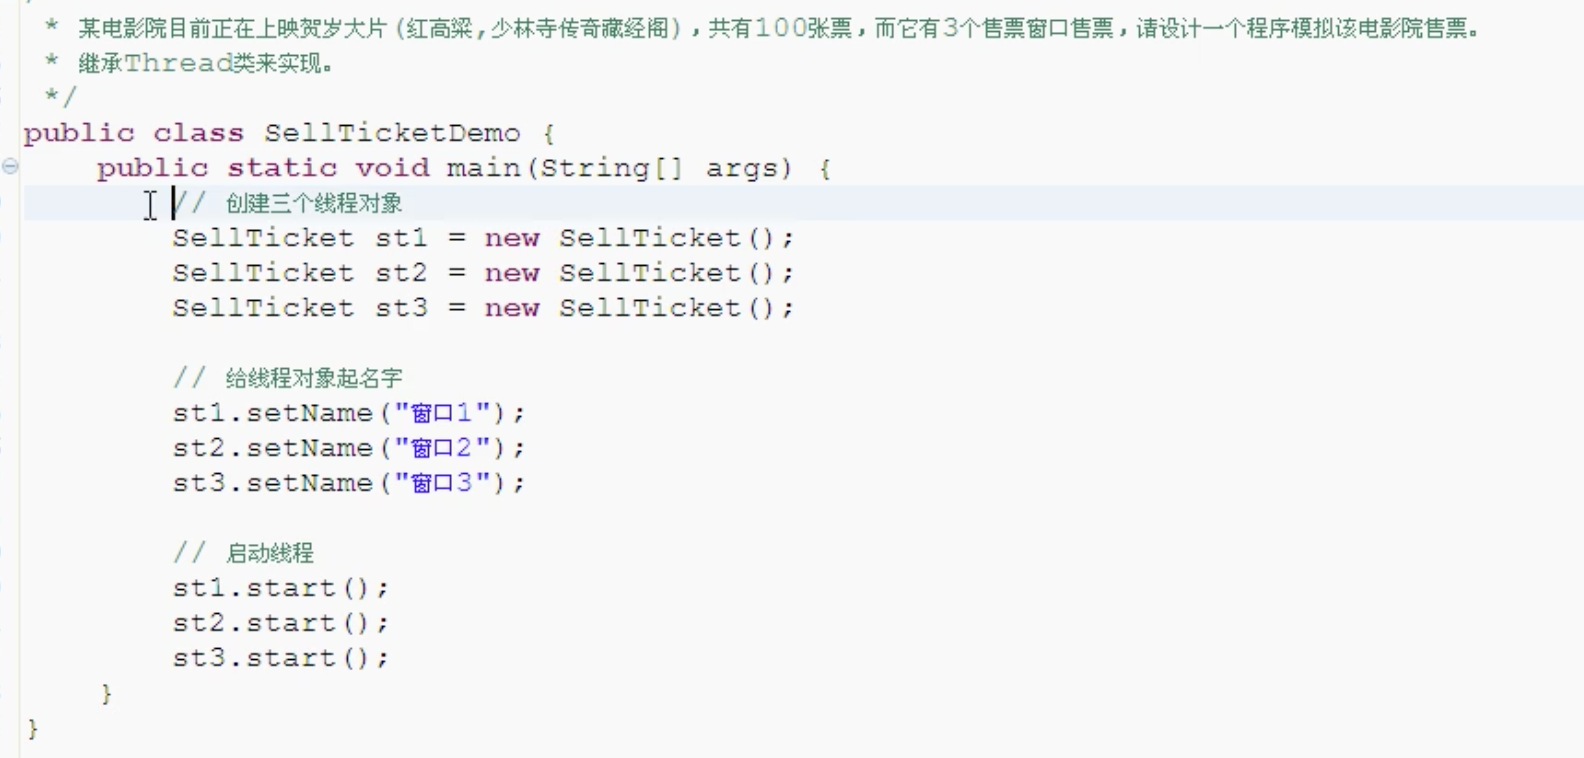 * 某电影院目前正在上映贺岁大片(红高粱,少林寺传奇藏经阁),共有100张票,而它有3个售票窗口售票,请设计一个程序模拟该电影院售票。
* 继承Thread类来实现。
*/
public class SellTicketDemo {
public static void main(String[] args) {
// 创建三个线程对象
SellTicket st1 = new SellTicket();
SellTicket st2 = new SellTicket();
SellTicket st3 = new SellTicket();
// 给线程对象起名字
st1.setName("窗口1");
st2.setName("窗口2");
st3.setName("窗口3");
// 启动线程
st1.start();
st2.start();
st3.start();
}
}